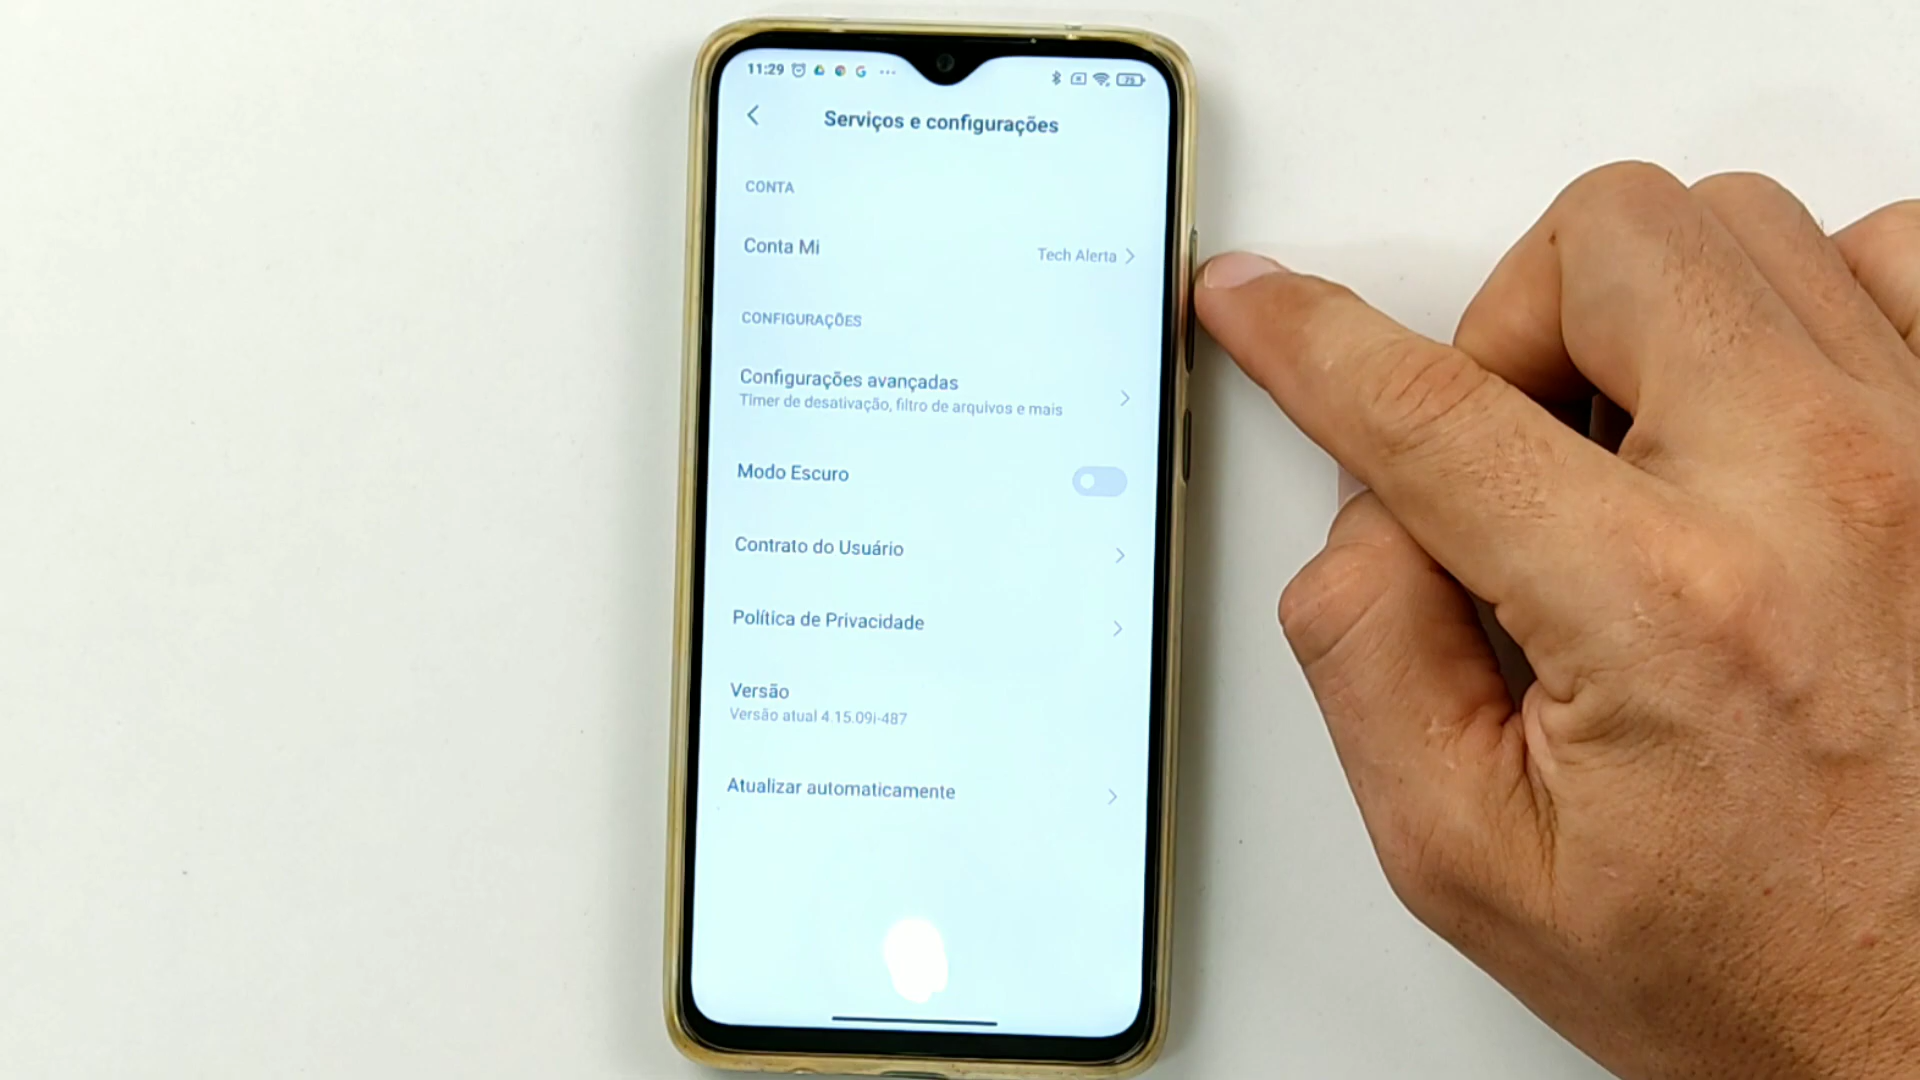 11:29
Serviços e configurações
CONTA
Conta Mi
Tech Alerta
CONFIGURAÇÕES
Configurações avançadas
Timer de desativação, filtro de arquivos e mais
Modo Escuro
Contrato do Usuário
Política de Privacidade
Versão
Versão atual 4.15.09i-487
Atualizar automaticamente